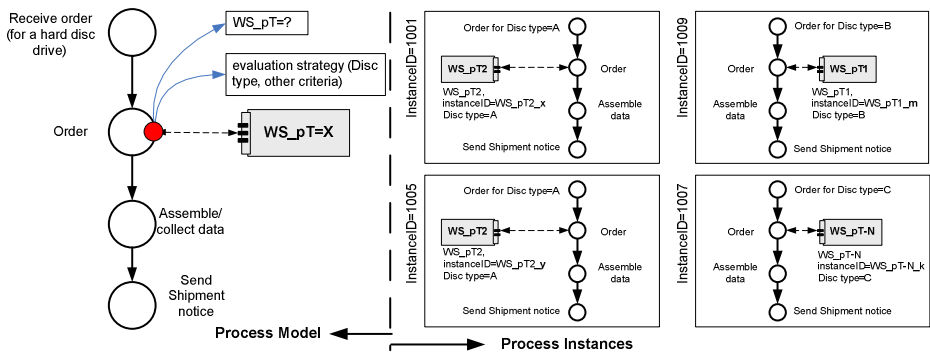 Receive order
(for a hard disc
drive)
WS_pT=?
evaluation strategy (Disc
type, other criteria)
Order
WS_pT=X
Assemble/
collect data
Send
Shipment
notice
Process Model
InstanceID=1001
Order for Disc type=A
WS_pT2
Order
WS_pT2,
instanceID=WS_pT2_x
Disc type=A
Assemble
data
Send Shipment notice
InstanceID=1009
Order for Disc type=B
Order
WS_pT1
WS_pT1,
instanceID=WS_pT1_m
Disc type=B
Assemble
data
Send Shipment notice
InstanceID=1005
Order for Disc type=A
WS_pT2
Order
WS_pT2,
instanceID=WS_pT2_y
Disc type=A
Assemble
data
Send Shipment notice
InstanceID=1007
Order for Disc type=C
Order
WS_pT-N
WS_pT-N
instanceID=WS_pT-N_k
Disc type=C
Assemble
data
Send Shipment notice
Process Instances